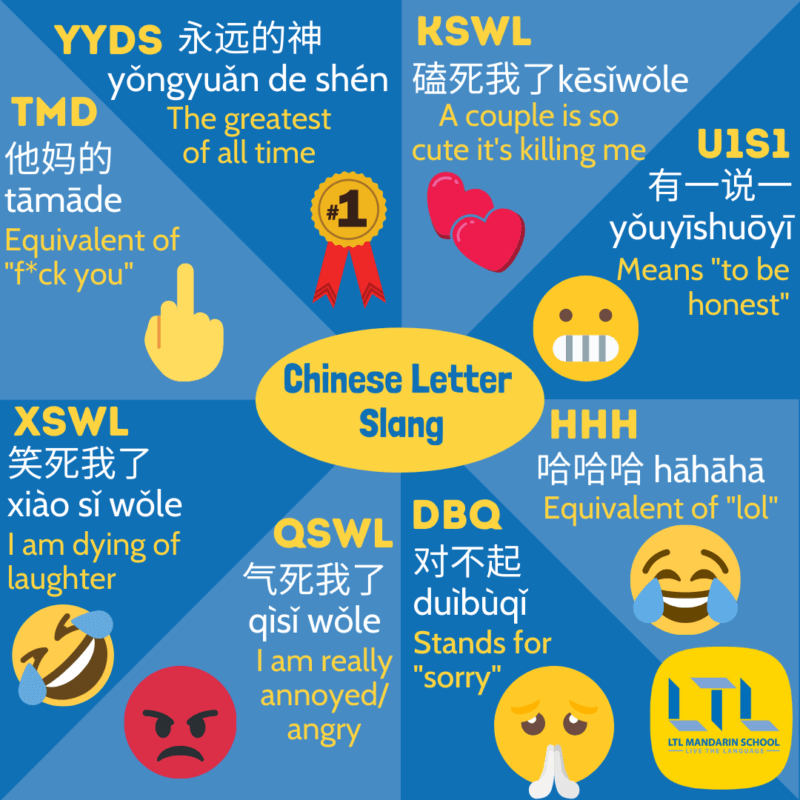 YYDS 永远的神
yǒngyuǎn de shén
The greatest
of all time
#1
KSWL
磕死我了kēsǐwǒle
A couple is so
cute it's killing me
TMD
他妈的
tāmāde
Equivalent of
"f*ck you"
U1S1
有一说一
yǒuyīshuōyī
Means "to be
honest"
Chinese Letter
Slang
XSWL
笑死我了
xiào sǐ wǒle
I am dying of
laughter
QSWL
气死我了
qìsǐ wǒle
I am really
annoyed/
angry
DBQ
对不起
duìbùqǐ
Stands for
"sorry"
HHH
哈哈哈 hāhāhā
Equivalent of "lol"
LTL
LTL MANDARIN SCHOOL
LIVE THE LANGUAGE